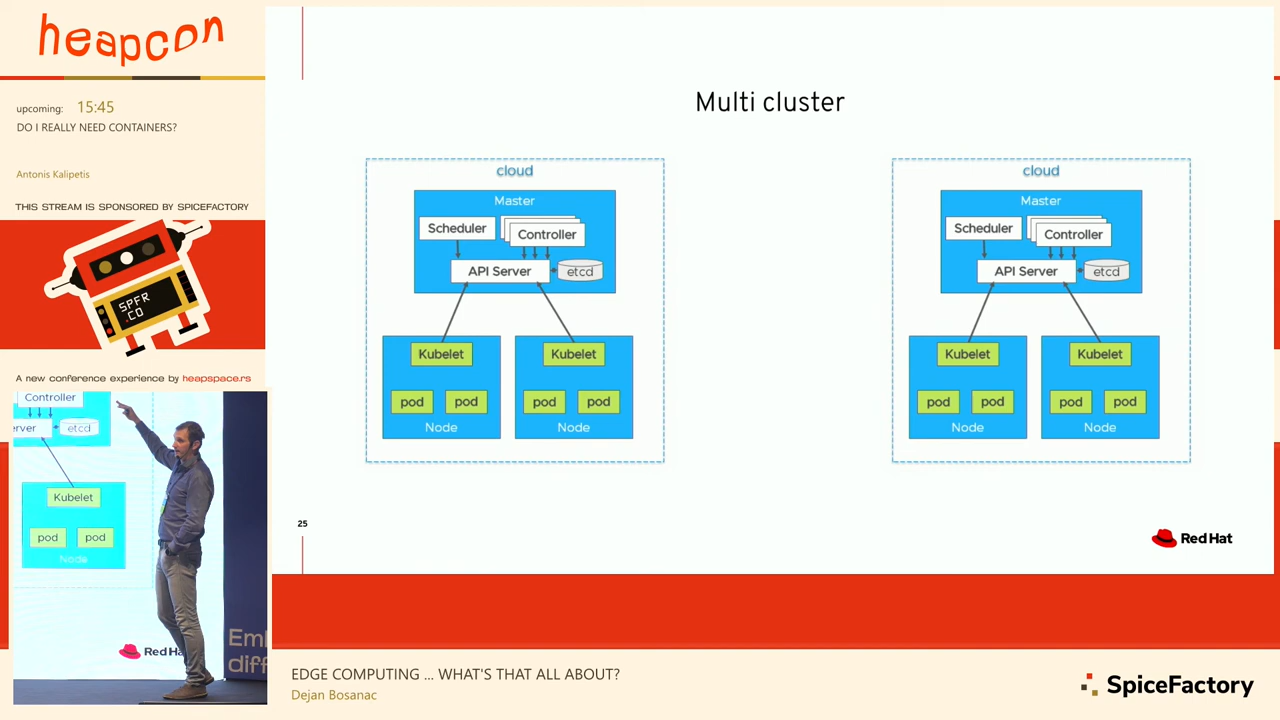 heapcon
upcoming: 15:45
DO I REALLY NEED CONTAINERS?
Antonis Kalipetis
THIS STREAM IS SPONSORED BY SPICEFACTORY
SPFR
.CO
A new conference experience by heapspace.rs
Controller
etcd
Kubelet
pod pod
Node
Red Ha
Multi cluster
cloud
Master
Scheduler
Controller
API Server
etcd
Kubelet
Kubelet
pod pod
pod pod
Node
Node
cloud
Master
Scheduler
Controller
API Server
etcd
Kubelet
Kubelet
pod pod
pod pod
Node
Node
25
Red Hat
EDGE COMPUTING ... WHAT'S THAT ALL ABOUT?
Dejan Bosanac
SpiceFactory